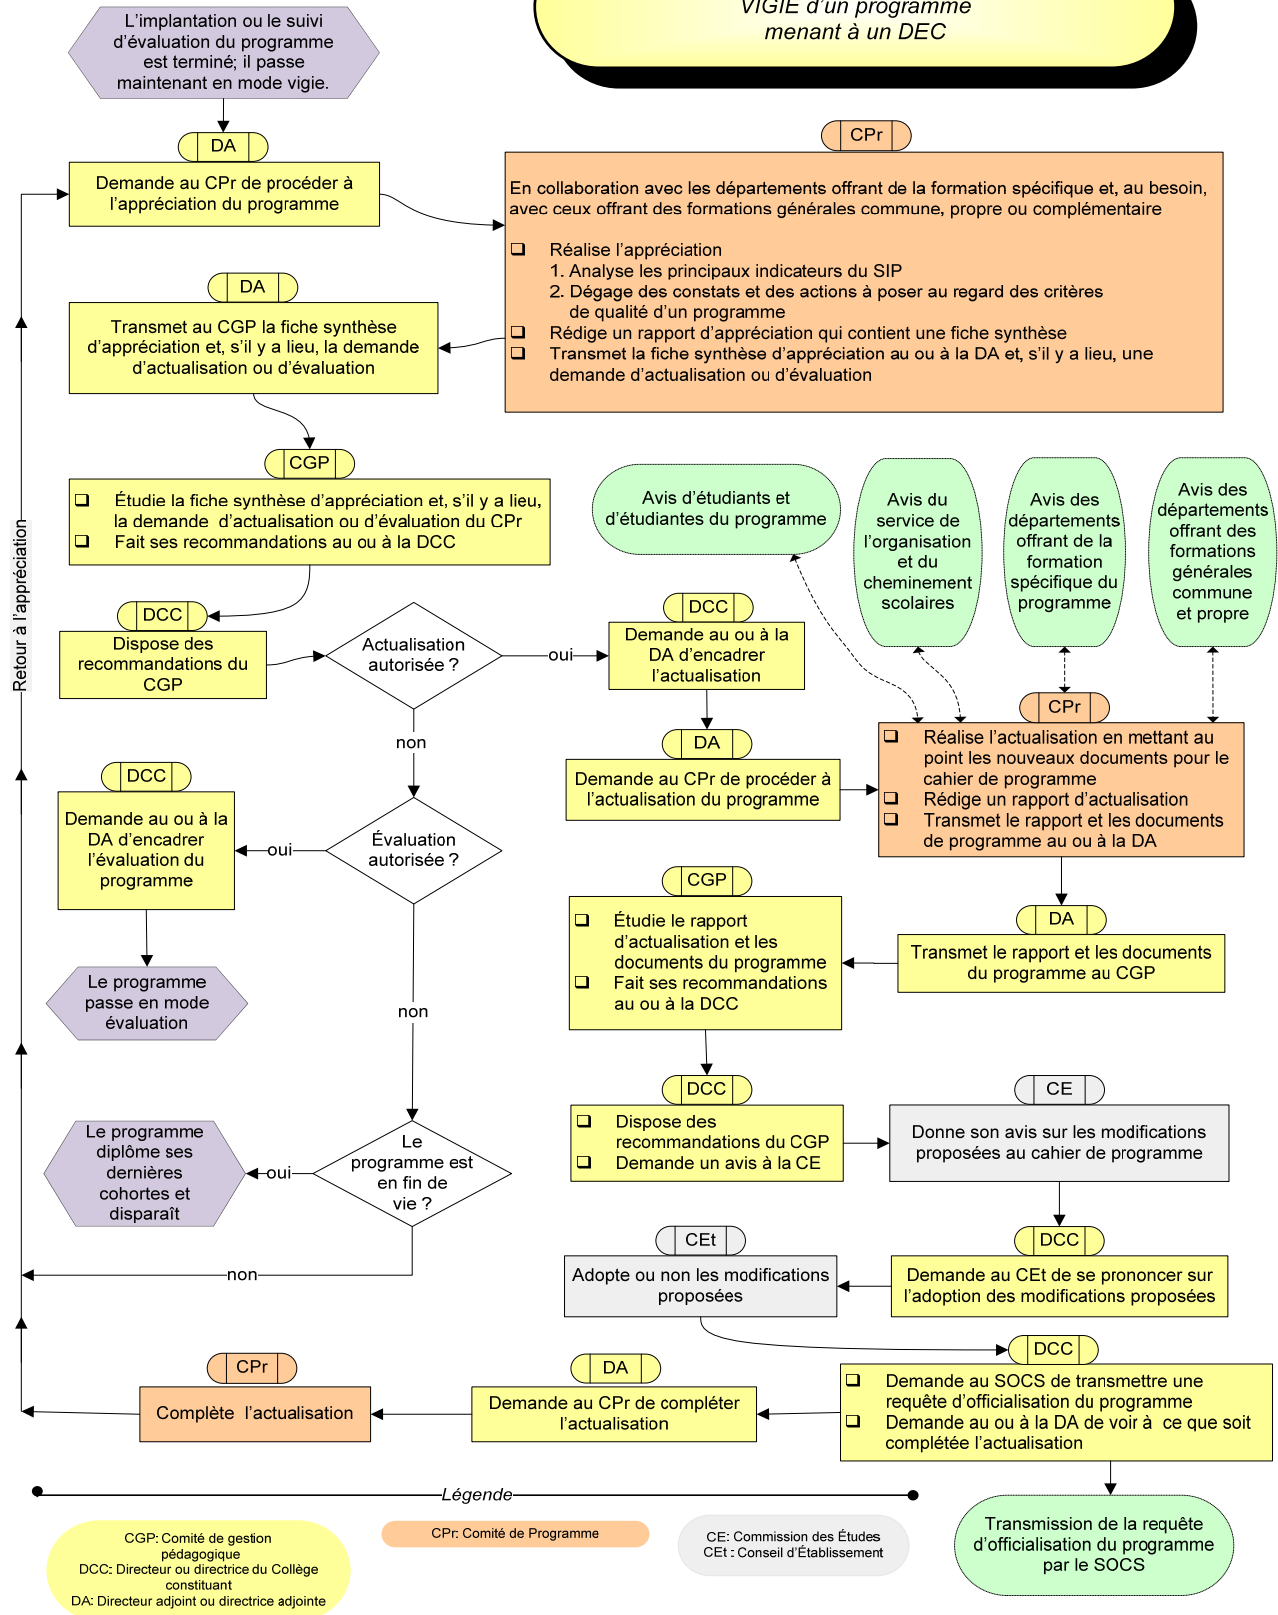 VIGIE d'un programme
menant à un DEC
L'implantation ou le suivi
d'évaluation du programme
est terminé; il passe
maintenant en mode vigie.
DA
Demande au CPr de procéder à
l'appréciation du programme
CPr
En collaboration avec les départements offrant de la formation spécifique et, au besoin,
avec ceux offrant des formations générales commune, propre ou complémentaire
❑ Réalise l'appréciation
1. Analyse les principaux indicateurs du SIP
2. Dégage des constats et des actions à poser au regard des critères
de qualité d'un programme
❑ Rédige un rapport d'appréciation qui contient une fiche synthèse
❑ Transmet la fiche synthèse d'appréciation au ou à la DA et, s'il y a lieu, une
demande d'actualisation ou d'évaluation
DA
Transmet au CGP la fiche synthèse
d'appréciation et, s'il y a lieu, la demande
d'actualisation ou d'évaluation
CGP
❑ Étudie la fiche synthèse d'appréciation et, s'il y a lieu,
la demande d'actualisation ou d'évaluation du CPr
❑ Fait ses recommandations au ou à la DCC
Retour à l'appréciation
DCC
Dispose des
recommandations du
CGP
Actualisation
autorisée ?
oui
non
DCC
Demande au ou à la
DA d'encadrer
l'actualisation
DA
Demande au CPr de procéder à
l'actualisation du programme
Avis d'étudiants et
d'étudiantes du programme
Avis du
service de
l'organisation
et du
cheminement
scolaires
Avis des
départements
offrant de la
formation
spécifique du
programme
Avis des
départements
offrant des
formations
générales
commune
et propre
CPr
❑ Réalise l'actualisation en mettant au
point les nouveaux documents pour le
cahier de programme
❑ Rédige un rapport d'actualisation
❑ Transmet le rapport et les documents
de programme au ou à la DA
DCC
Demande au ou à la
DA d'encadrer
l'évaluation du
programme
oui
Évaluation
autorisée ?
non
Le programme
passe en mode
évaluation
DA
Transmet le rapport et les documents
du programme au CGP
CGP
❑ Étudie le rapport
d'actualisation et les
documents du programme
❑ Fait ses recommandations
au ou à la DCC
DCC
❑ Dispose des
recommandations du CGP
❑ Demande un avis à la CE
CE
Donne son avis sur les modifications
proposées au cahier de programme
Le programme
diplôme ses
dernières
cohortes et
disparaît
oui
Le
programme est
en fin de
vie ?
non
DCC
Demande au CEt de se prononcer sur
l'adoption des modifications proposées
CEt
Adopte ou non les modifications
proposées
DCC
❑ Demande au SOCS de transmettre une
requête d'officialisation du programme
❑ Demande au ou à la DA de voir à ce que soit
complétée l'actualisation
DA
Demande au CPr de compléter
l'actualisation
CPr
Complète l'actualisation
Transmission de la requête
d'officialisation du programme
par le SOCS
Légende
CGP: Comité de gestion
pédagogique
DCC: Directeur ou directrice du Collège
constituant
DA: Directeur adjoint ou directrice adjointe
CPr: Comité de Programme
CE: Commission des Études
CEt : Conseil d'Établissement